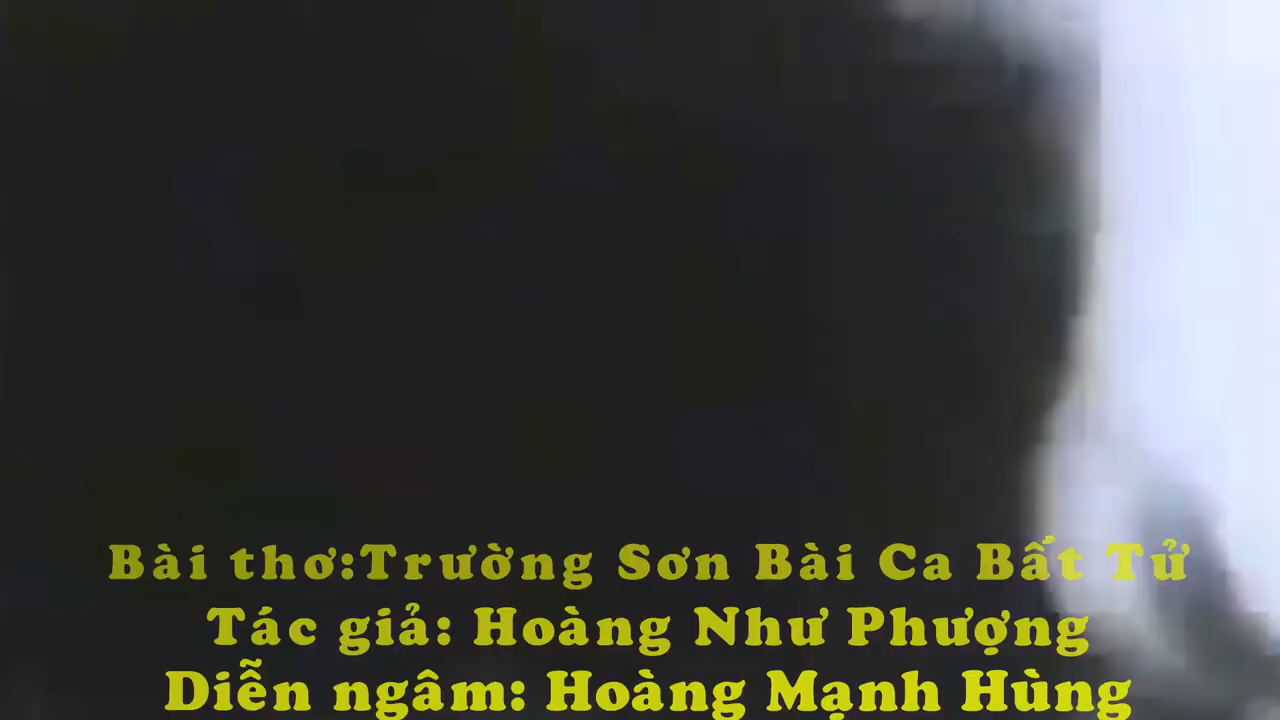 Bài thơ:Trường Sơn Bài Ca Bất Tử
Tác giả: Hoàng Như Phượng
Diễn ngâm: Hoàng Mạnh Hùng